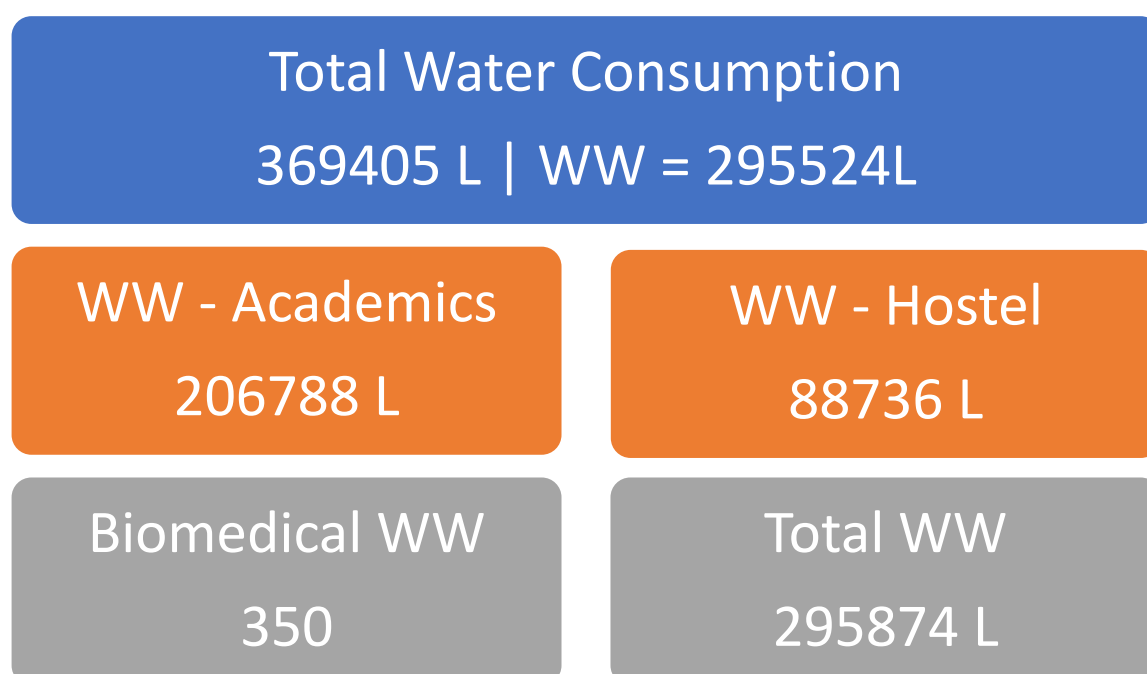 Total Water Consumption
369405 L | WW = 295524L
WW - Academics
206788 L
WW - Hostel
88736 L
Biomedical WW
350
Total WW
295874 L